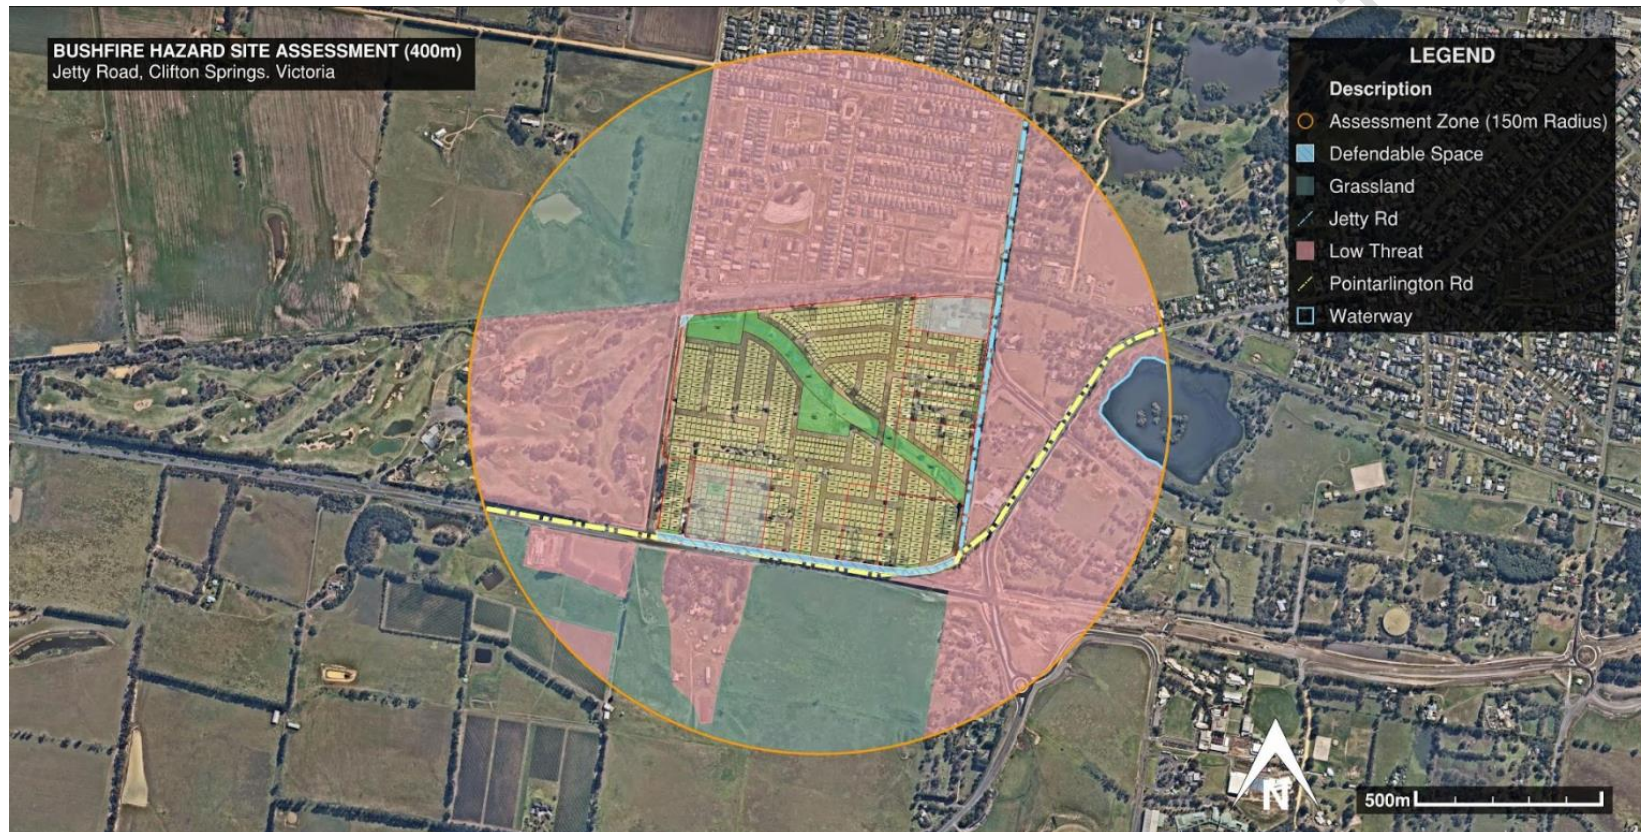 BUSHFIRE HAZARD SITE ASSESSMENT (400m)
Jetty Road, Clifton Springs. Victoria
LEGEND
Description
Assessment Zone (150m Radius)
Defendable Space
Grassland
Jetty Rd
Low Threat
Pointarlington Rd
Waterway
N
500m